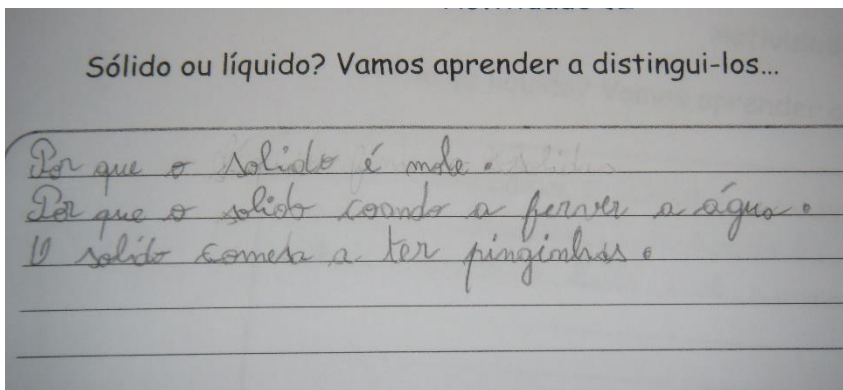 Sólido ou líquido? Vamos aprender a distingui-los...
Por que o solido é mole.
Por que o solido coando a ferver a água.
O solido comesa a ter pinginhas.